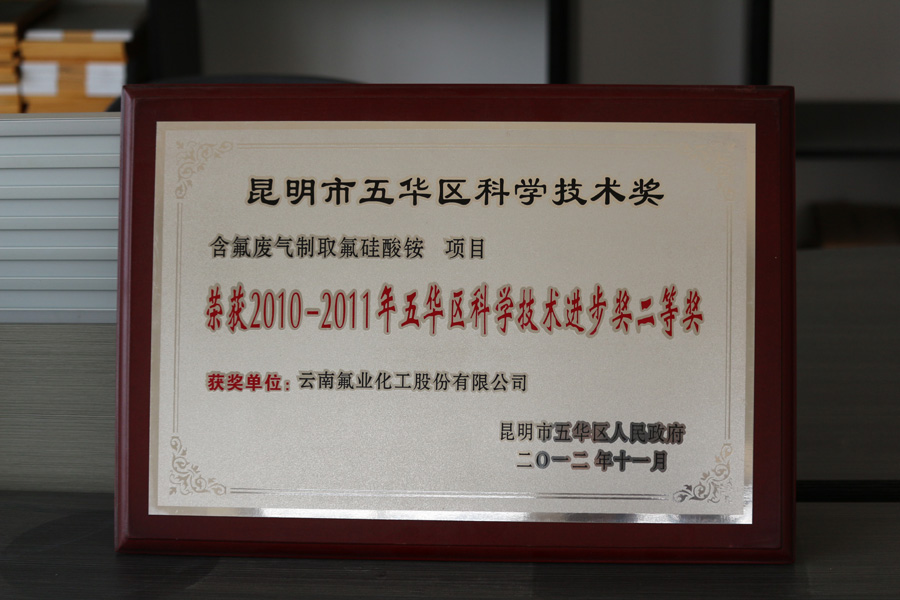 昆明市五华区科学技术奖
含氟废气制取氟硅酸铵 项目
荣获2010-2011年五华区科学技术进步奖二等奖
获奖单位：云南氟业化工股份有限公司
昆明市五华区人民政府
二〇一二年十一月